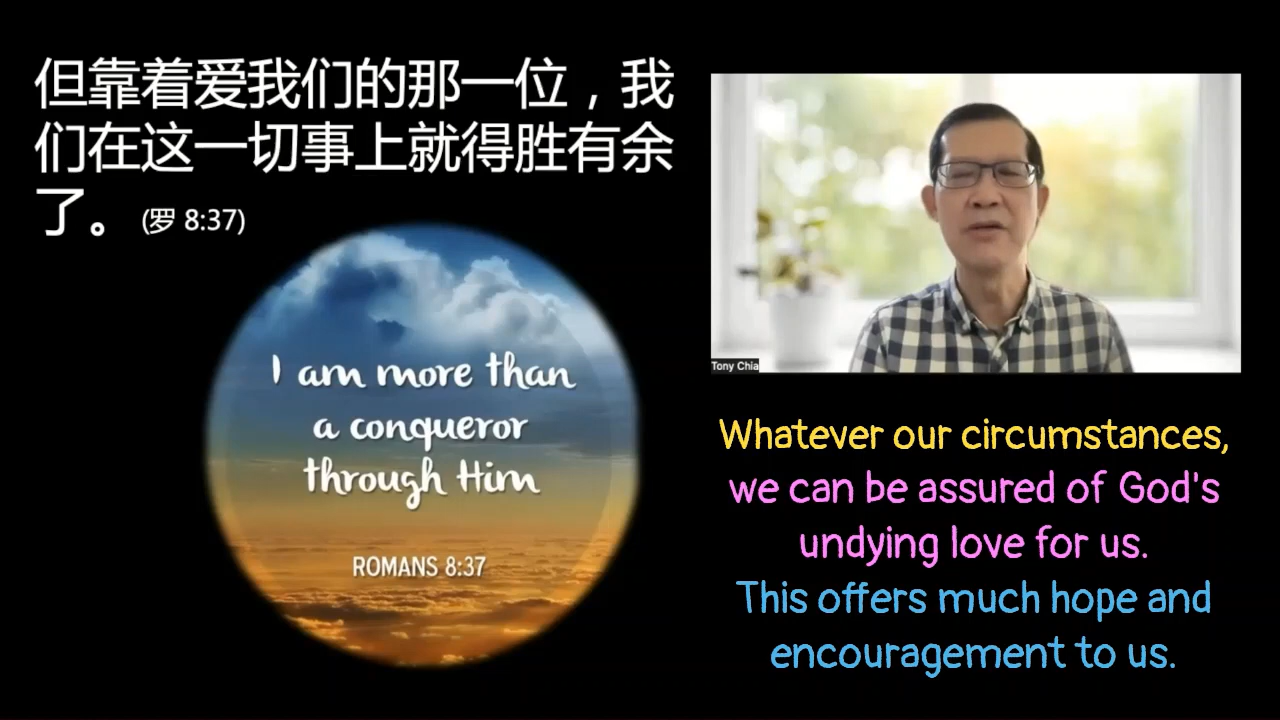 但靠着爱我们的那一位，我
们在这一切事上就得胜有余
了。(罗 8:37)
I am more than
a conqueror
through Him
ROMANS 8:37
Tony Chia
Whatever our circumstances,
we can be assured of God's
undying love for us.
This offers much hope and
encouragement to us.